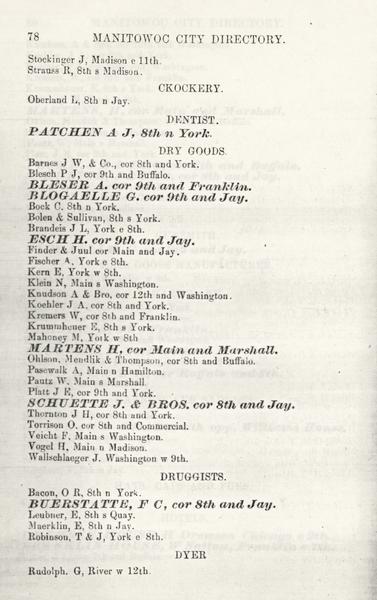 78 MANITOWOC CITY DIRECTORY.
Stockinger J, Madison e 11th.
Strauss R, 8th s Madison.
CKOCKERY.
Oberland L, 8th n Jay.
DENTIST.
PATCHEN A J, 8th n York.
DRY GOODS.
Barnes J W, & Co., cor 8th and York.
Blesch P J, cor 9th and Buffalo.
BLESER A. cor 9th and Franklin.
BLOGAELLE G. cor 9th and Jay.
Bock C. 8th n York.
Bolen & Sullivan, 8th s York.
Brandeis J L, York e 8th.
ESCH H. cor 9th and Jay.
Finder & Juul cor Main and Jay.
Fischer A. York e 8th.
Kern E, York w 8th.
Klein N, Main s Washington.
Knudson A & Bro, cor 12th and Washington.
Koehler J A, cor 8th and York.
Kremers W, cor 8th and Franklin.
Krummheuer E, 8th s York.
Mahoney M, York w 8th
MARTENS H, cor Main and Marshall.
Ohlson, Mendlik & Thompson, cor 8th and Buffalo.
Pasewalk A, Main n Hamilton.
Pautz W. Main s Marshall
Platt J E, cor 9th and York.
SCHUETTE J. & BROS. cor 8th and Jay.
Thornton J H, cor 8th and York.
Torrison O. cor 8th and Commercial.
Veicht F, Main s Washington.
Vogel H, Main n Madison.
Wallschlaeger J. Washington w 9th.
DRUGGISTS.
Bacon, O R, 8th n York.
BUERSTATTE, F C, cor 8th and Jay.
Leubner, E, 8th s Quay.
Maerklin, E, 8th n Jay.
Robinson, T & J, York e 8th.
DYER
Rudolph. G, River w 12th.